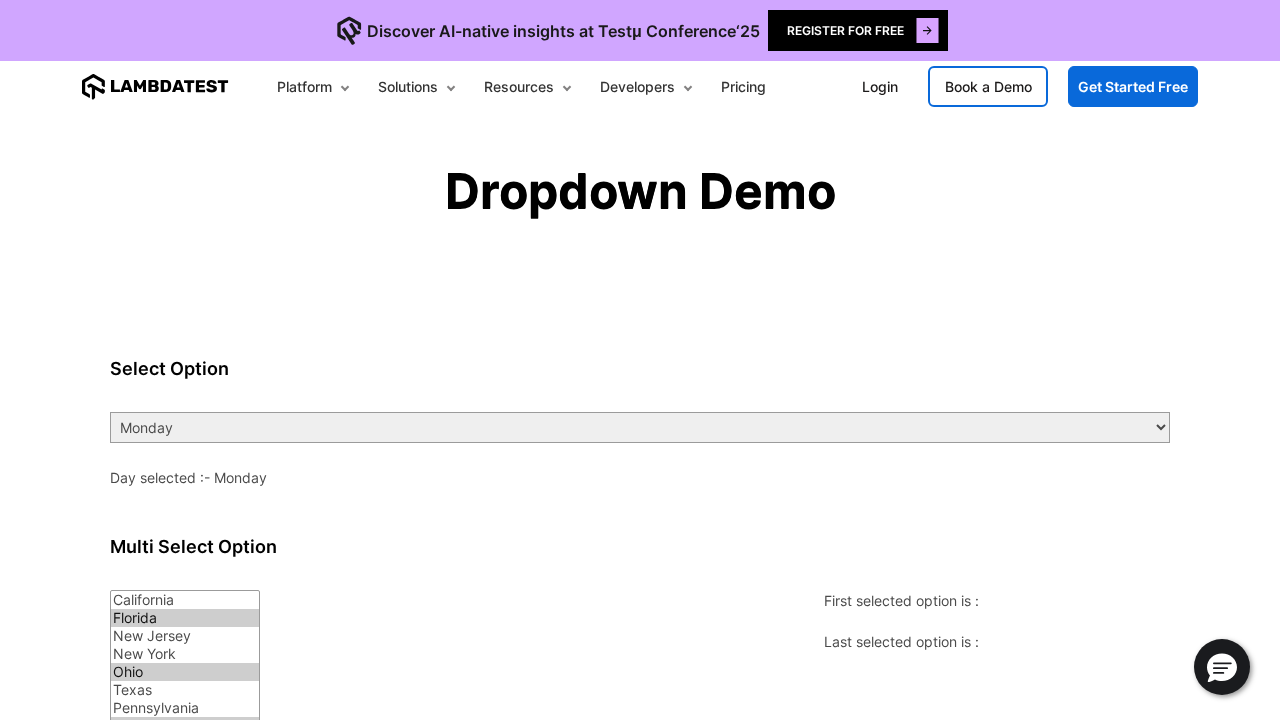 Discover AI-native insights at Testμ Conference‘25 REGISTER FOR FREE →
LAMBDATEST Platform Solutions Resources Developers Pricing Login Book a Demo Get Started Free
Dropdown Demo
Select Option
Monday
Day selected :- Monday
Multi Select Option
California
Florida
New Jersey
New York
Ohio
Texas
Pennsylvania
First selected option is :
Last selected option is :